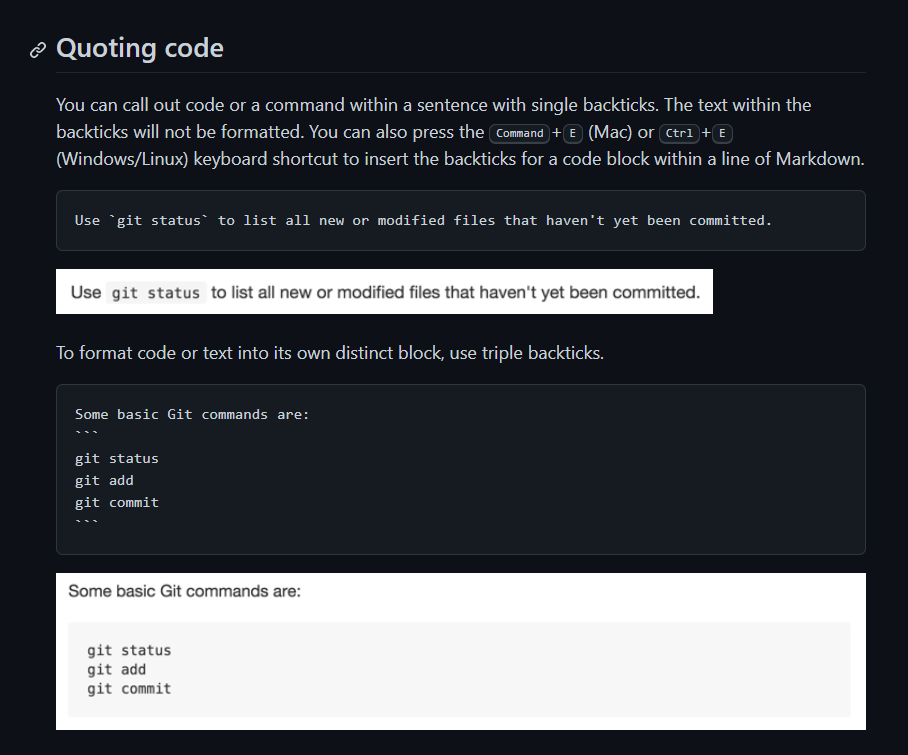 Quoting code
You can call out code or a command within a sentence with single backticks. The text within the
backticks will not be formatted. You can also press the Command+E (Mac) or Ctrl+E
(Windows/Linux) keyboard shortcut to insert the backticks for a code block within a line of Markdown.
Use `git status` to list all new or modified files that haven't yet been committed.
Use git status to list all new or modified files that haven't yet been committed.
To format code or text into its own distinct block, use triple backticks.
Some basic Git commands are:
```
git status
git add
git commit
```
Some basic Git commands are:
git status
git add
git commit